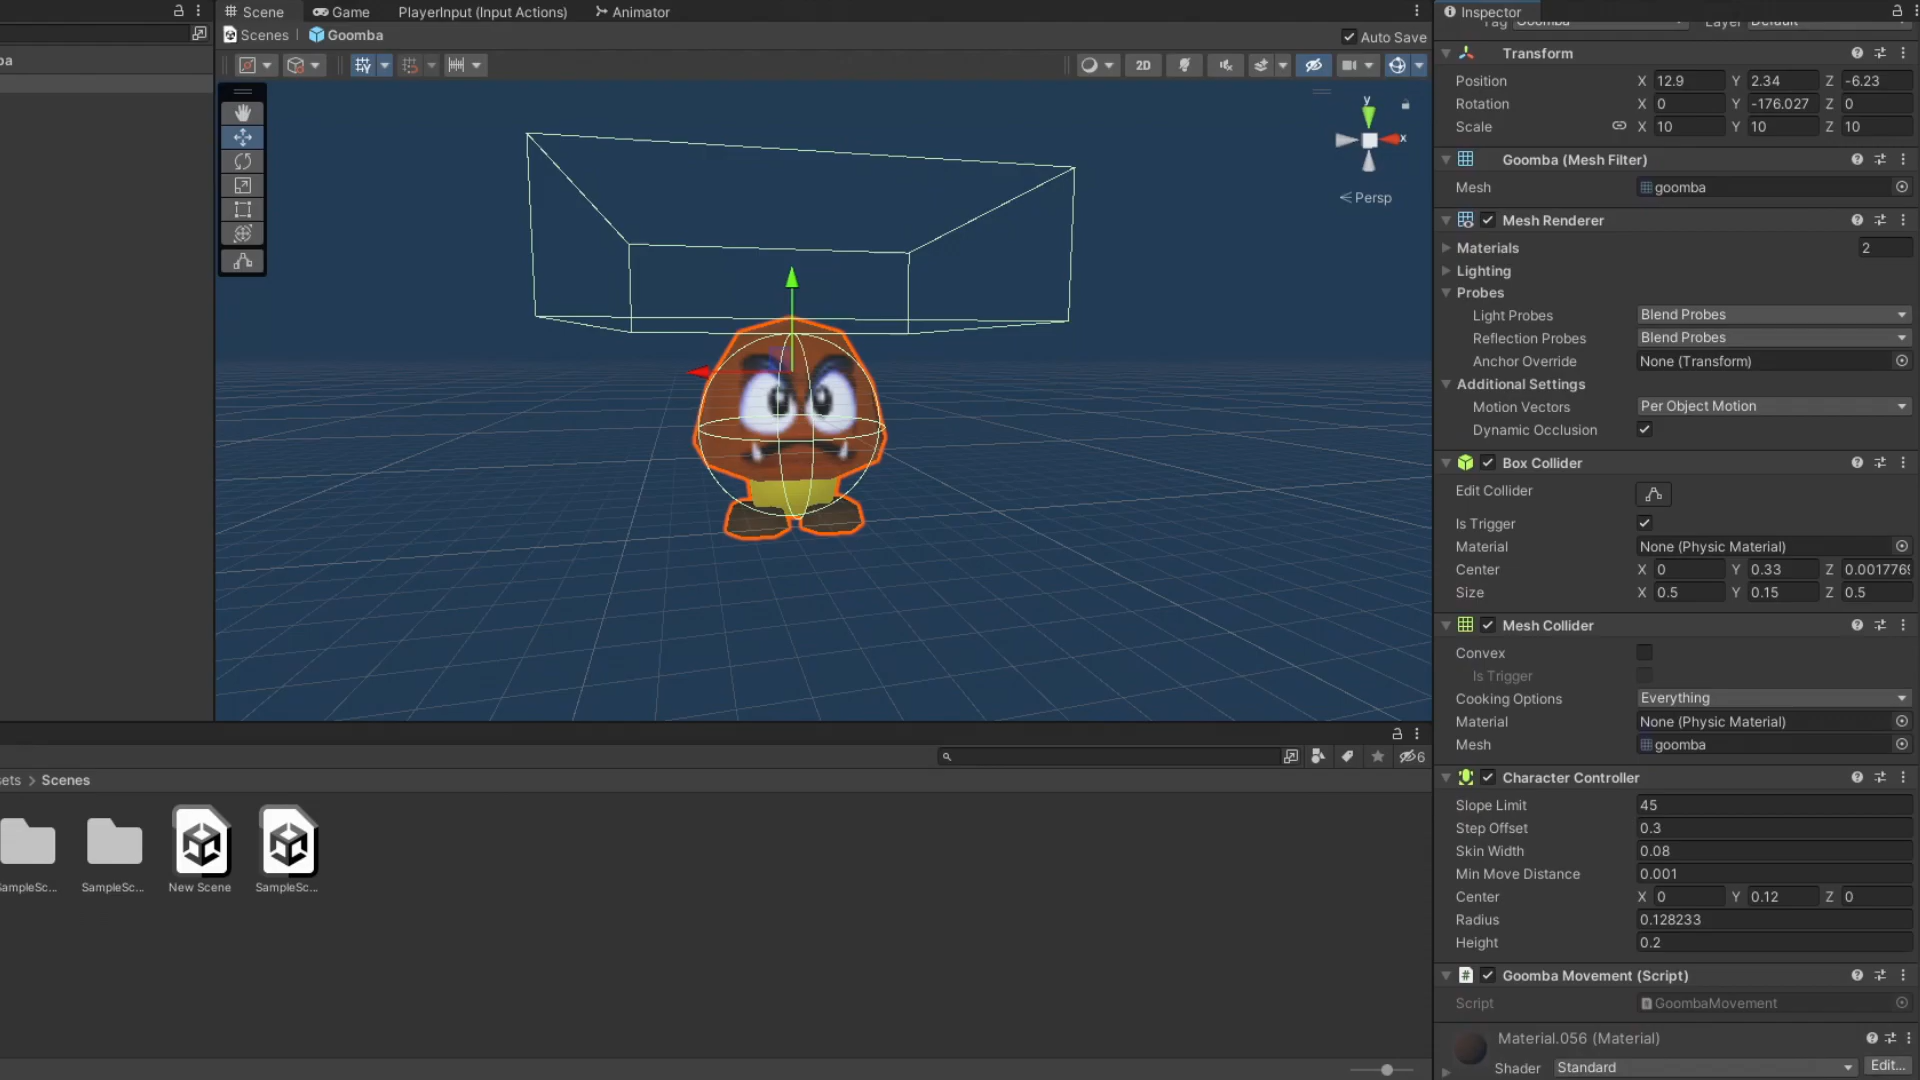 Scene
Game
PlayerInput (Input Actions)
Animator
Scenes
Goomba
Auto Save
2D
y
x
Persp
Scenes
6
New Scene
SampleSc...
SampleSc...
SampleSc...
Inspector
Transform
Position X 12.9 Y 2.34 Z -6.23
Rotation X 0 Y -176.027 Z 0
Scale X 10 Y 10 Z 10
Goomba (Mesh Filter)
Mesh goomba
Mesh Renderer
Materials 2
Lighting
Probes
Light Probes Blend Probes
Reflection Probes Blend Probes
Anchor Override None (Transform)
Additional Settings
Motion Vectors Per Object Motion
Dynamic Occlusion
Box Collider
Edit Collider
Is Trigger
Material None (Physic Material)
Center X 0 Y 0.33 Z 0.001776
Size X 0.5 Y 0.15 Z 0.5
Mesh Collider
Convex
Is Trigger
Cooking Options Everything
Material None (Physic Material)
Mesh goomba
Character Controller
Slope Limit 45
Step Offset 0.3
Skin Width 0.08
Min Move Distance 0.001
Center X 0 Y 0.12 Z 0
Radius 0.128233
Height 0.2
Goomba Movement (Script)
Script GoombaMovement
Material.056 (Material)
Shader Standard Edit...